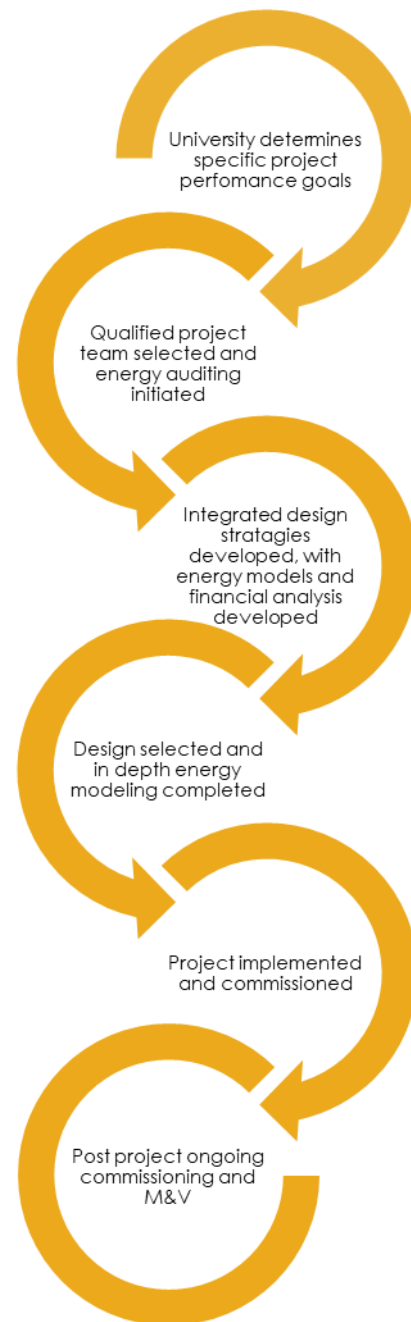 University determines
specific project
perfomance goals
Qualified project
team selected and
energy auditing
initiated
Integrated design
stratagies
developed, with
energy models and
financial analysis
developed
Design selected and
in depth energy
modeling completed
Project implemented
and commissioned
Post project ongoing
commissioning and
M&V